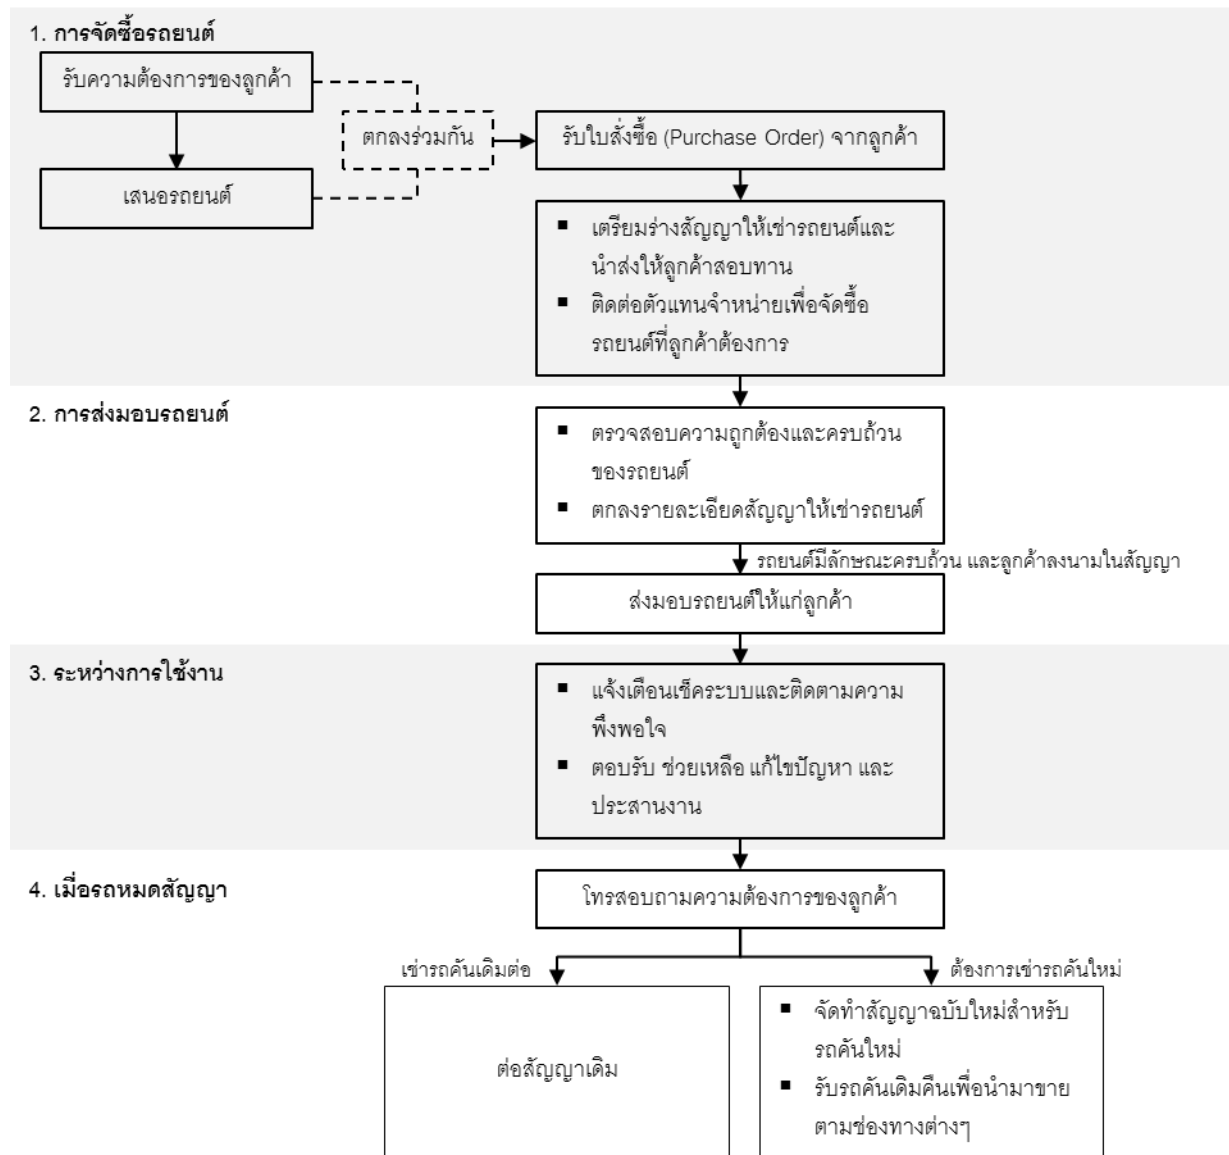 1. การจัดซื้อรถยนต์
รับความต้องการของลูกค้า
ตกลงร่วมกัน
รับใบสั่งซื้อ (Purchase Order) จากลูกค้า
เสนอรถยนต์
▪ เตรียมร่างสัญญาให้เช่ารถยนต์และ
นำส่งให้ลูกค้าสอบทาน
▪ ติดต่อตัวแทนจำหน่ายเพื่อจัดซื้อ
รถยนต์ที่ลูกค้าต้องการ
2. การส่งมอบรถยนต์
▪ ตรวจสอบความถูกต้องและครบถ้วน
ของรถยนต์
▪ ตกลงรายละเอียดสัญญาให้เช่ารถยนต์
รถยนต์มีลักษณะครบถ้วน และลูกค้าลงนามในสัญญา
ส่งมอบรถยนต์ให้แก่ลูกค้า
3. ระหว่างการใช้งาน
▪ แจ้งเตือนเช็คระบบและติดตามความ
พึงพอใจ
▪ ตอบรับ ช่วยเหลือ แก้ไขปัญหา และ
ประสานงาน
4. เมื่อรถหมดสัญญา
โทรสอบถามความต้องการของลูกค้า
เช่ารถคันเดิมต่อ
ต้องการเช่ารถคันใหม่
ต่อสัญญาเดิม
▪ จัดทำสัญญาฉบับใหม่สำหรับ
รถคันใหม่
▪ รับรถคันเดิมคืนเพื่อนำมาขาย
ตามช่องทางต่างๆ